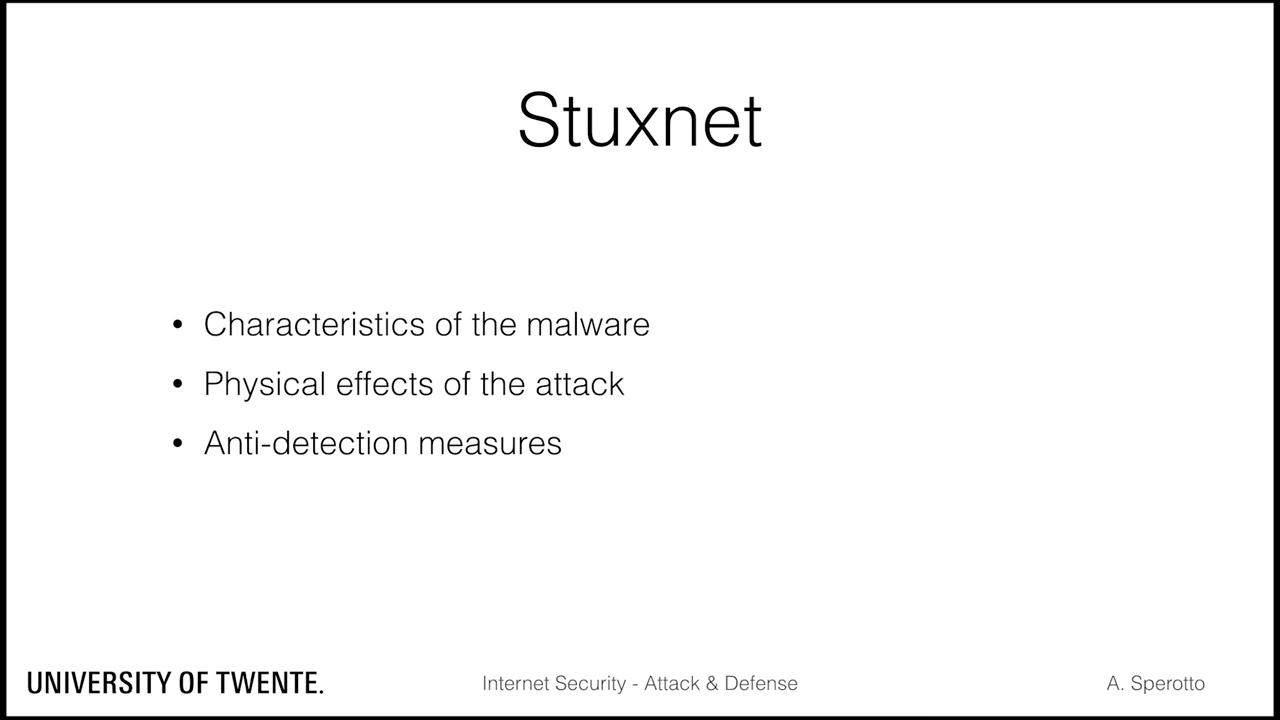 Stuxnet
• Characteristics of the malware
• Physical effects of the attack
• Anti-detection measures
UNIVERSITY OF TWENTE.
Internet Security - Attack & Defense
A. Sperotto